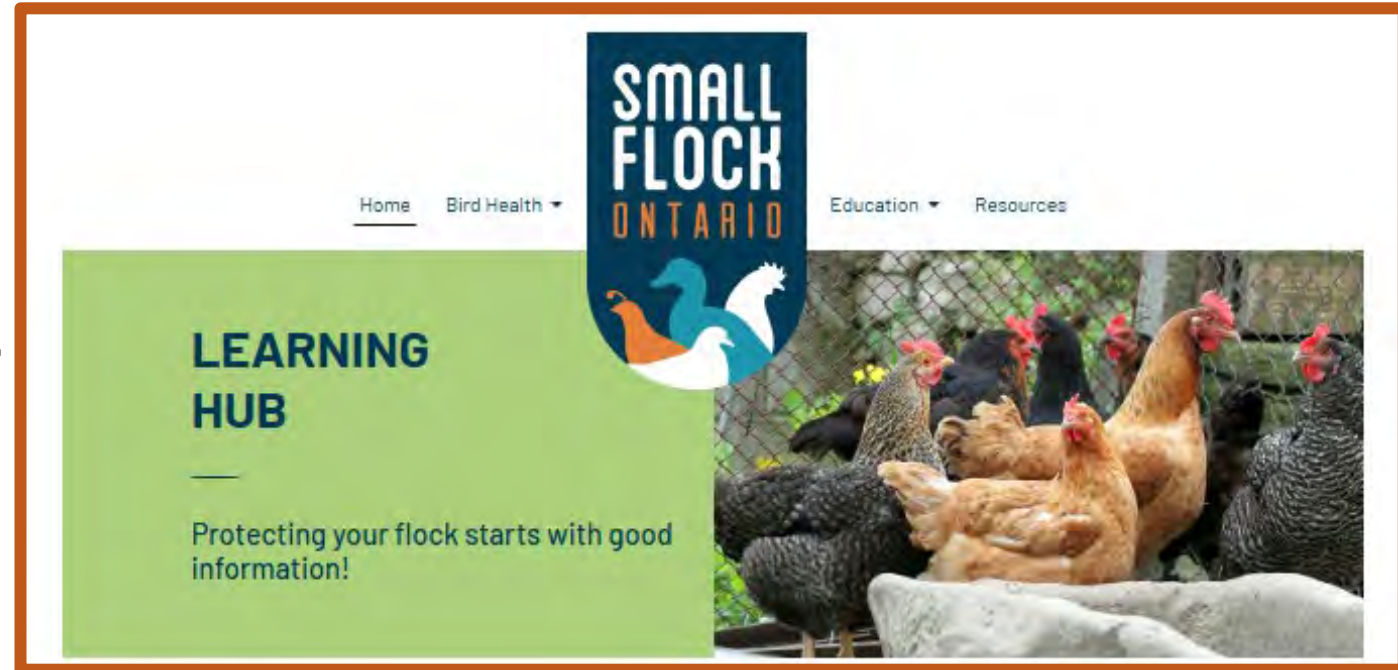 SMALL
FLOCK
ONTARIO
Home Bird Health Education Resources
LEARNING
HUB
Protecting your flock starts with good
information!